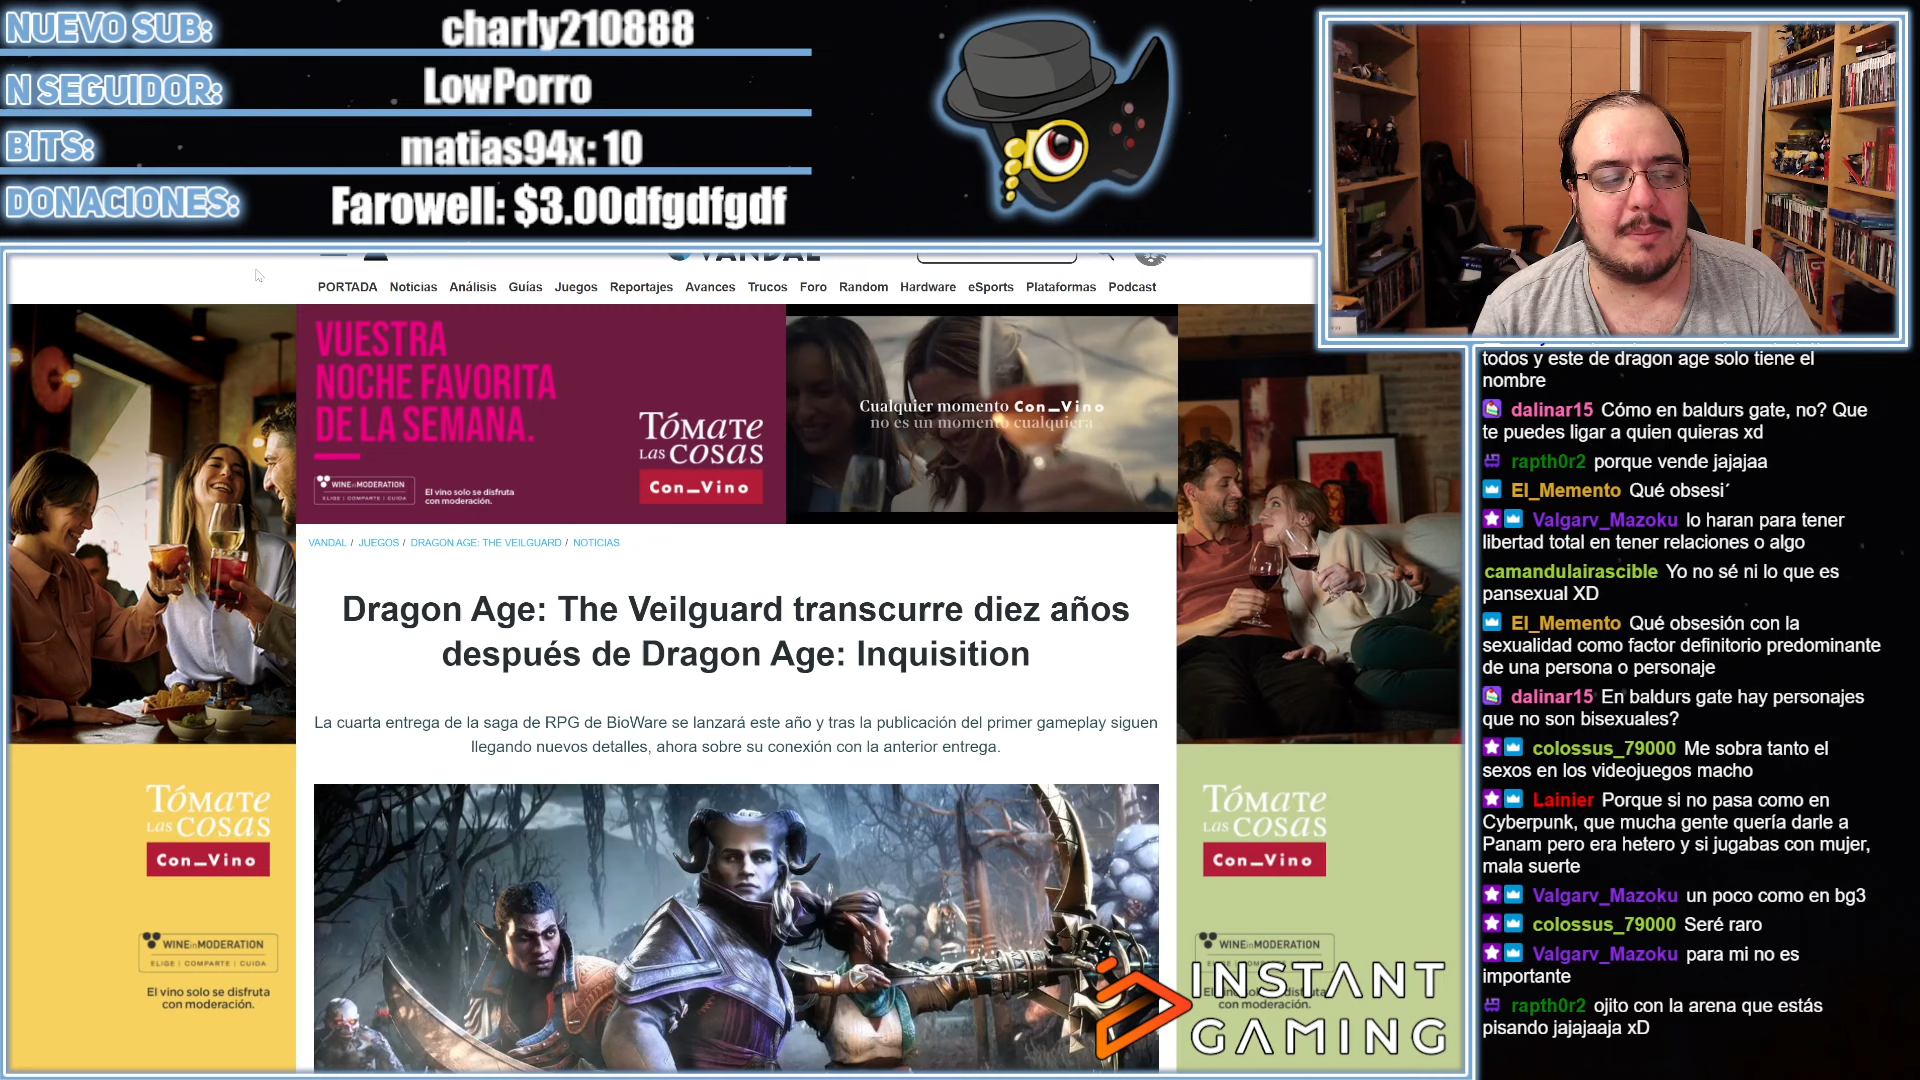 NUEVO SUB:
charly210888
N SEGUIDOR:
LowPorro
BITS:
matias94x: 10
DONACIONES:
Farowell: $3.00dfgdfgdf
VANDAL
PORTADA Noticias Análisis Guías Juegos Reportajes Avances Trucos Foro Random Hardware eSports Plataformas Podcast
VUESTRA
NOCHE FAVORITA
DE LA SEMANA.
WINE in MODERATION
ELIGE | COMPARTE | CUIDA
El vino solo se disfruta
con moderación.
TÓMATE
LAS COSAS
Con_Vino
Cualquier momento Con_Vino
no es un momento cualquiera
VANDAL / JUEGOS / DRAGON AGE: THE VEILGUARD / NOTICIAS
Dragon Age: The Veilguard transcurre diez años
después de Dragon Age: Inquisition
La cuarta entrega de la saga de RPG de BioWare se lanzará este año y tras la publicación del primer gameplay siguen
llegando nuevos detalles, ahora sobre su conexión con la anterior entrega.
TÓMATE
LAS COSAS
Con_Vino
WINE in MODERATION
ELIGE | COMPARTE | CUIDA
El vino solo se disfruta
con moderación.
TÓMATE
LAS COSAS
Con_Vino
WINE in MODERATION
con moderación.
INSTANT
GAMING
todos y este de dragon age solo tiene el
nombre
dalinar15 Cómo en baldurs gate, no? Que
te puedes ligar a quien quieras xd
rapth0r2 porque vende jajajaa
El_Memento Qué obsesi´
Valgarv_Mazoku lo haran para tener
libertad total en tener relaciones o algo
camandulairascible Yo no sé ni lo que es
pansexual XD
El_Memento Qué obsesión con la
sexualidad como factor definitorio predominante
de una persona o personaje
dalinar15 En baldurs gate hay personajes
que no son bisexuales?
colossus_79000 Me sobra tanto el
sexos en los videojuegos macho
Lainier Porque si no pasa como en
Cyberpunk, que mucha gente quería darle a
Panam pero era hetero y si jugabas con mujer,
mala suerte
Valgarv_Mazoku un poco como en bg3
colossus_79000 Seré raro
Valgarv_Mazoku para mi no es
importante
rapth0r2 ojito con la arena que estás
pisando jajajaaja xD